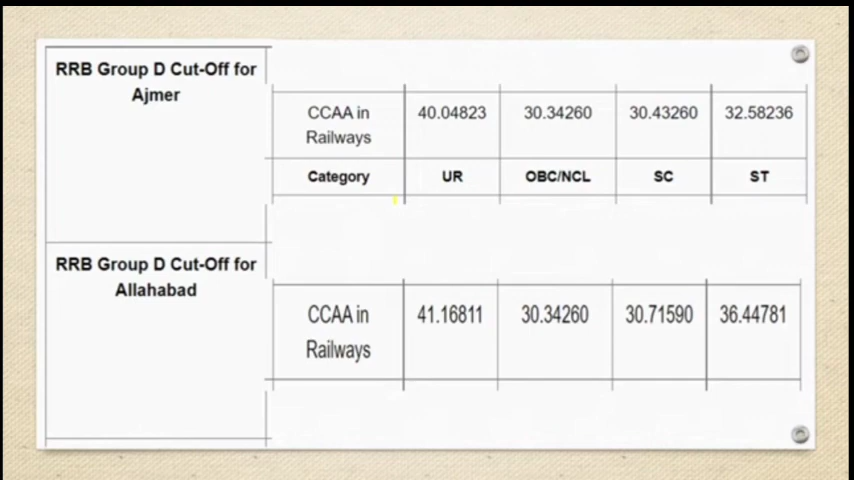 RRB Group D Cut-Off for
Ajmer
CCAA in
Railways
40.04823 30.34260 30.43260 32.58236
Category UR OBC/NCL SC ST
RRB Group D Cut-Off for
Allahabad
CCAA in
Railways
41.16811 30.34260 30.71590 36.44781